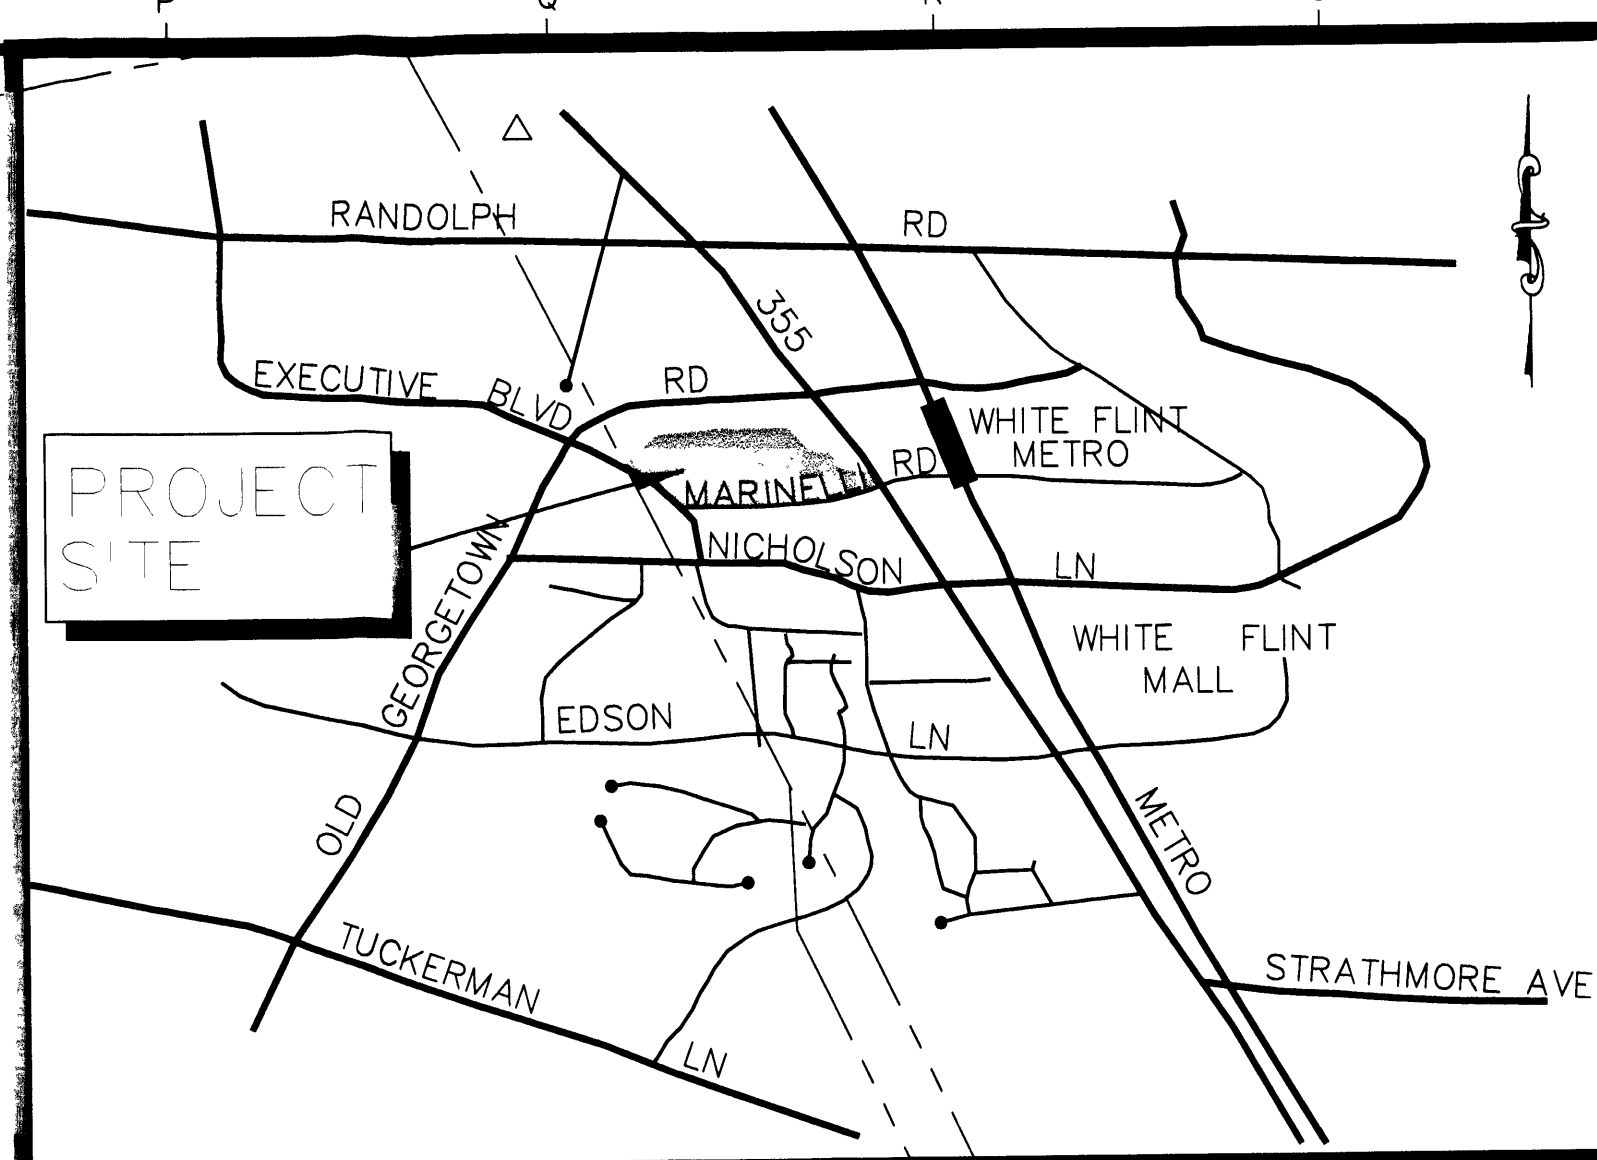 RANDOLPH RD
355
EXECUTIVE BLVD
RD
WHITE FLINT
METRO
PROJECT
SITE
MARINELLI RD
NICHOLSON LN
OLD GEORGETOWN
WHITE FLINT
MALL
EDSON LN
METRO
TUCKERMAN LN
STRATHMORE AVE